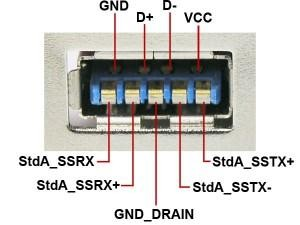 GND
D+
D-
VCC
StdA_SSRX
StdA_SSTX+
StdA_SSRX+
StdA_SSTX-
GND_DRAIN